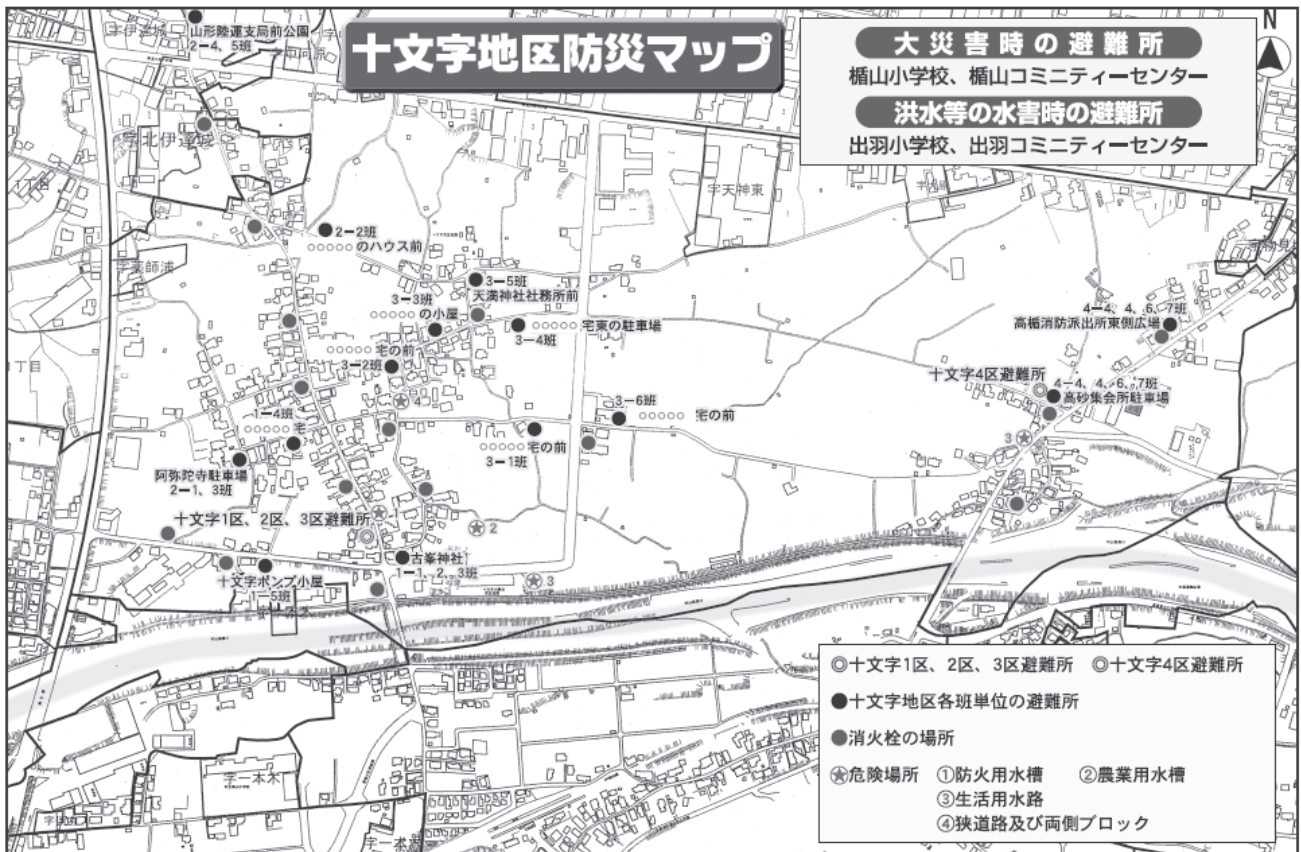 十文字地区防災マップ
大災害時の避難所
楯山小学校、楯山コミニティーセンター
洪水等の水害時の避難所
出羽小学校、出羽コミニティーセンター
N
山形陸運支局前公園
2ー4、5班
字北伊達城
字天神東
字薬師浦
2ー2班
○○○○○のハウス前
3ー5班
天満神社社務所前
3ー3班
○○○○○の小屋
○○○○○宅東の駐車場
3ー4班
○○○○○宅の前
3ー2班
4
4ー4、4、6、7班
高楯消防派出所東側広場
十文字4区避難所
4ー4、4、6、7班
高砂集会所駐車場
3
3ー6班
○○○○○宅の前
1ー4班
○○○○○宅
○○○○○宅の前
3ー1班
阿弥陀寺駐車場
2ー1、3班
十文字1区、2区、3区避難所
1
2
古峯神社
1ー1、2、3班
3
十文字ポンプ小屋
1ー5班
字一本木
◎十文字1区、2区、3区避難所 ◎十文字4区避難所
●十文字地区各班単位の避難所
●消火栓の場所
危険場所 ①防火用水槽 ②農業用水槽
③生活用水路
④狭道路及び両側ブロック